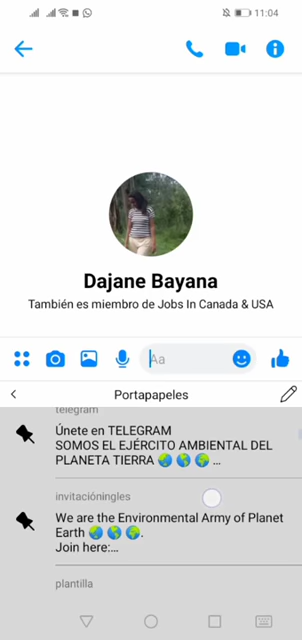 11:04
Dajane Bayana
También es miembro de Jobs In Canada & USA
Aa
Portapapeles
telegram
Únete en TELEGRAM
SOMOS EL EJÉRCITO AMBIENTAL DEL
PLANETA TIERRA 🌏🌎🌍 ...
invitacióningles
We are the Environmental Army of Planet
Earth 🌏🌎🌍.
Join here:...
plantilla